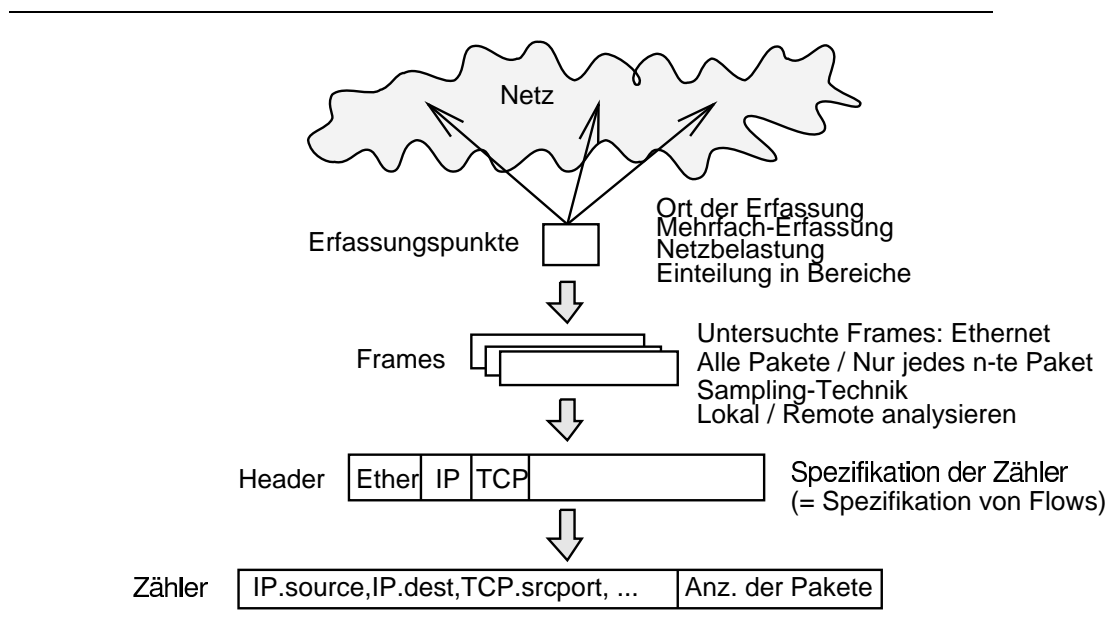 Netz
Ort der Erfassung
Mehrfach-Erfassung
Erfassungspunkte
Netzbelastung
Einteilung in Bereiche
Frames
Untersuchte Frames: Ethernet
Alle Pakete / Nur jedes n-te Paket
Sampling-Technik
Lokal / Remote analysieren
Header
Ether IP TCP
Spezifikation der Zähler
(= Spezifikation von Flows)
Zähler
IP.source,IP.dest,TCP.srcport, ...
Anz. der Pakete